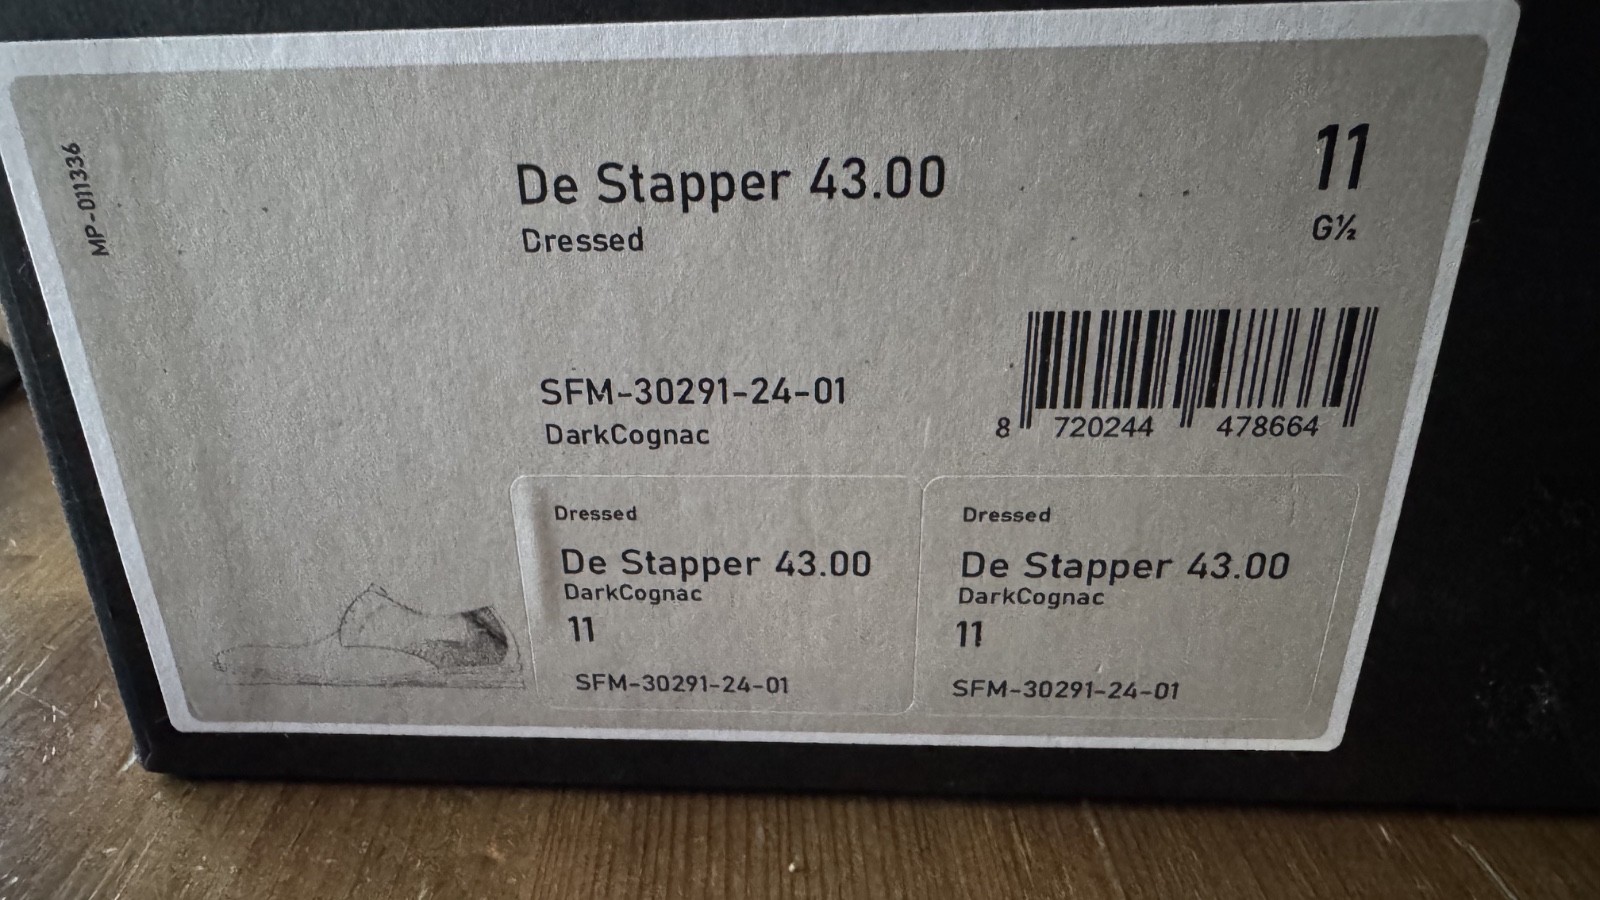 MP-011336
De Stapper 43.00
Dressed
11
G½
SFM-30291-24-01
DarkCognac
8 720244 478664
Dressed
De Stapper 43.00
DarkCognac
11
SFM-30291-24-01
Dressed
De Stapper 43.00
DarkCognac
11
SFM-30291-24-01